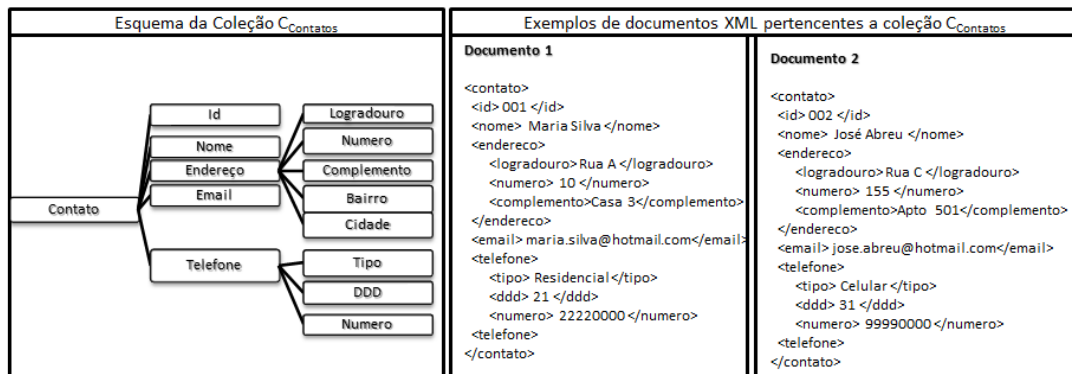 Esquema da Coleção CContatos
Exemplos de documentos XML pertencentes a coleção CContatos
Contato
Id
Nome
Endereço
Email
Telefone
Logradouro
Numero
Complemento
Bairro
Cidade
Tipo
DDD
Numero
Documento 1
<contato>
<id> 001 </id>
<nome> Maria Silva </nome>
<endereco>
<logradouro> Rua A </logradouro>
<numero> 10 </numero>
<complemento>Casa 3</complemento>
</endereco>
<email> maria.silva@hotmail.com</email>
<telefone>
<tipo> Residencial </tipo>
<ddd> 21 </ddd>
<numero> 22220000 </numero>
<telefone>
</contato>
Documento 2
<contato>
<id> 002 </id>
<nome> José Abreu </nome>
<endereco>
<logradouro> Rua C </logradouro>
<numero> 155 </numero>
<complemento>Apto 501</complemento>
</endereco>
<email> jose.abreu@hotmail.com</email>
<telefone>
<tipo> Celular </tipo>
<ddd> 31 </ddd>
<numero> 99990000 </numero>
<telefone>
</contato>